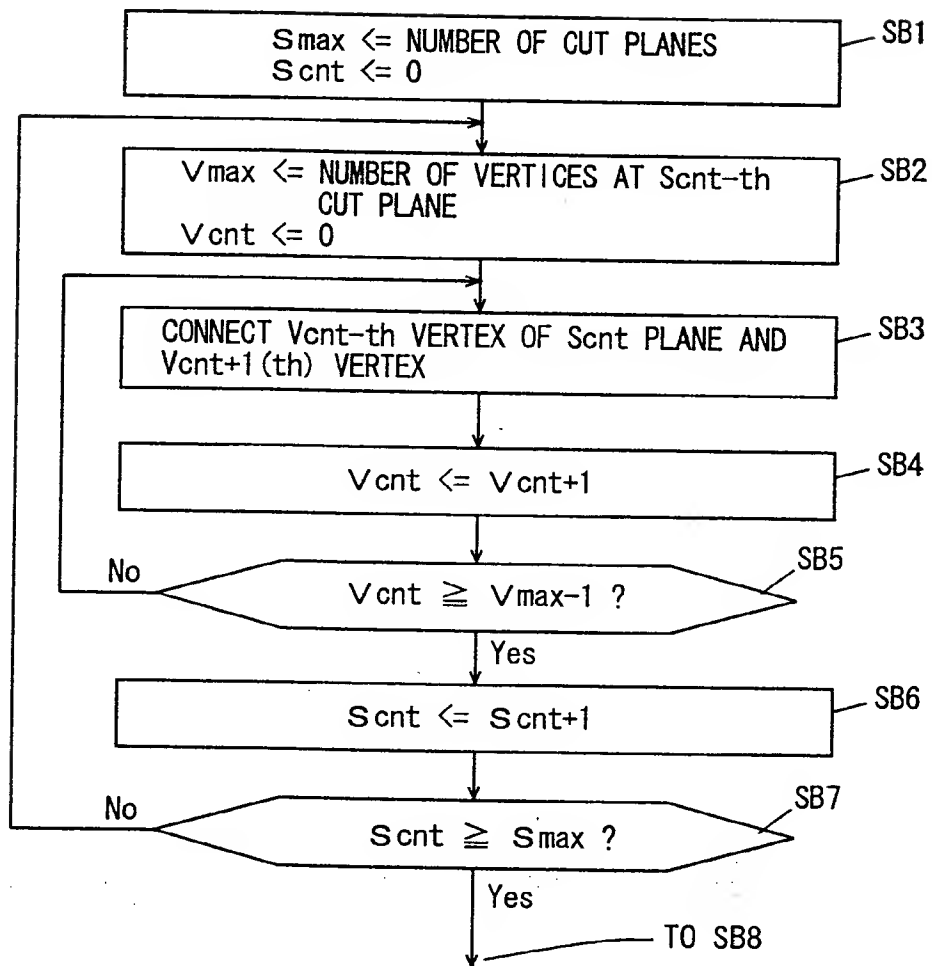 Smax <= NUMBER OF CUT PLANES
Scnt <= 0
SB1
Vmax <= NUMBER OF VERTICES AT Scnt-th
CUT PLANE
Vcnt <= 0
SB2
CONNECT Vcnt-th VERTEX OF Scnt PLANE AND
Vcnt+1(th) VERTEX
SB3
Vcnt <= Vcnt+1
SB4
No
Vcnt ≧ Vmax-1 ?
SB5
Yes
Scnt <= Scnt+1
SB6
No
Scnt ≧ Smax ?
SB7
Yes
TO SB8